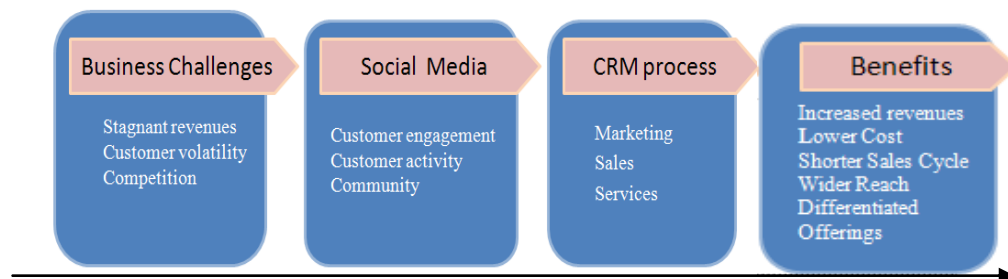 Business Challenges
Stagnant revenues
Customer volatility
Competition
Social Media
Customer engagement
Customer activity
Community
CRM process
Marketing
Sales
Services
Benefits
Increased revenues
Lower Cost
Shorter Sales Cycle
Wider Reach
Differentiated
Offerings